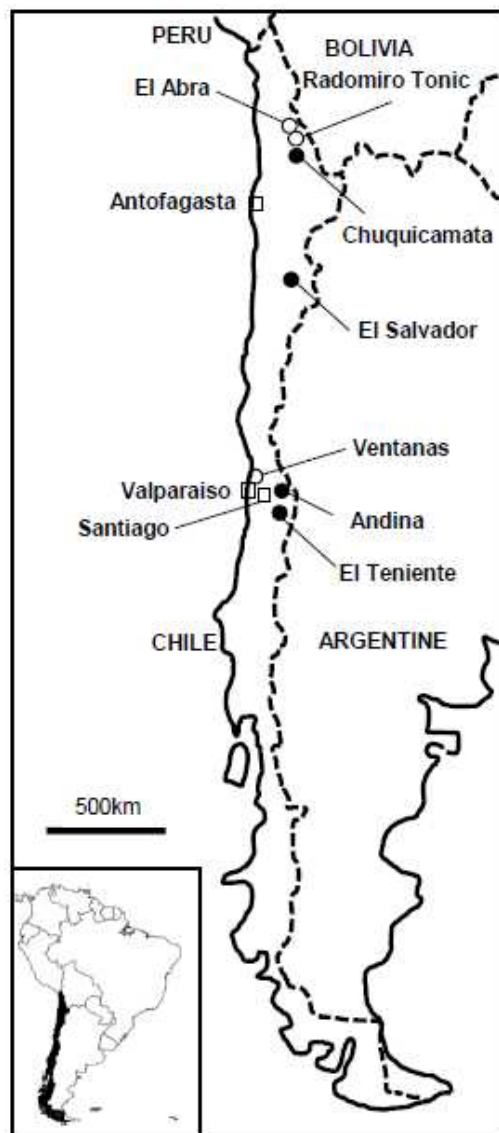 PERU
BOLIVIA
El Abra
Radomiro Tonic
Antofagasta
Chuquicamata
El Salvador
Ventanas
Valparaiso
Santiago
Andina
El Teniente
CHILE
ARGENTINE
500km